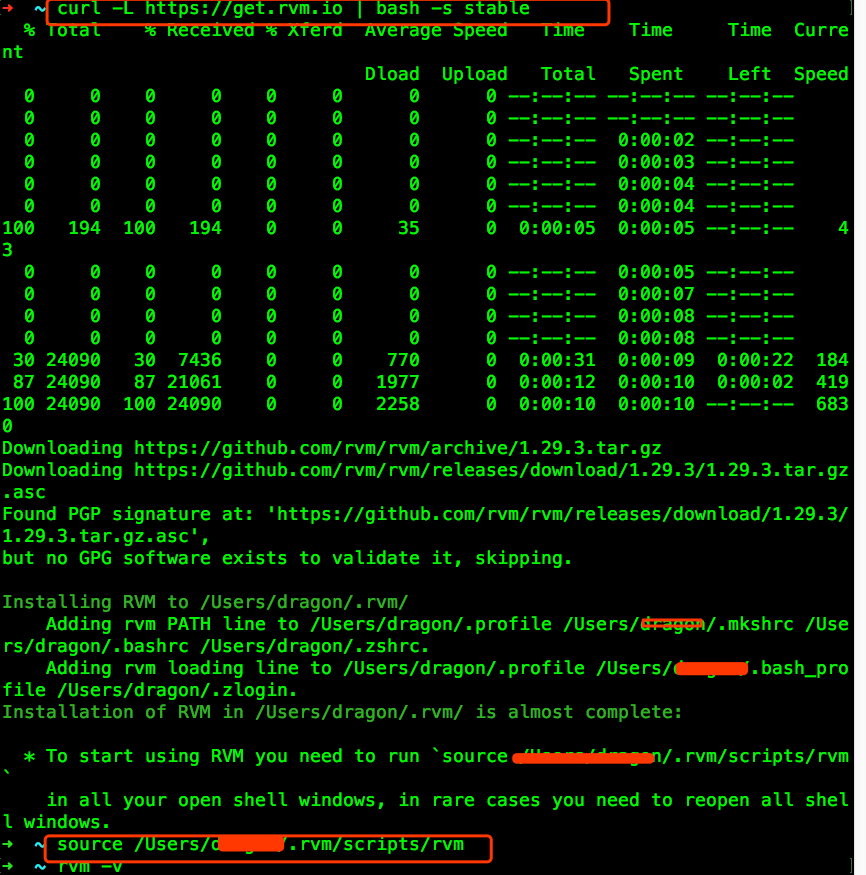 → ~ curl -L https://get.rvm.io | bash -s stable
% Total % Received % Xferd Average Speed Time Time Time Curre
nt
Dload Upload Total Spent Left Speed
0 0 0 0 0 0 0 0 --:--:-- --:--:-- --:--:--
0 0 0 0 0 0 0 0 --:--:-- --:--:-- --:--:--
0 0 0 0 0 0 0 0 --:--:-- 0:00:02 --:--:--
0 0 0 0 0 0 0 0 --:--:-- 0:00:03 --:--:--
0 0 0 0 0 0 0 0 --:--:-- 0:00:04 --:--:--
0 0 0 0 0 0 0 0 --:--:-- 0:00:04 --:--:--
100 194 100 194 0 0 35 0 0:00:05 0:00:05 --:--:-- 4
3
0 0 0 0 0 0 0 0 --:--:-- 0:00:05 --:--:--
0 0 0 0 0 0 0 0 --:--:-- 0:00:07 --:--:--
0 0 0 0 0 0 0 0 --:--:-- 0:00:08 --:--:--
0 0 0 0 0 0 0 0 --:--:-- 0:00:08 --:--:--
30 24090 30 7436 0 0 770 0 0:00:31 0:00:09 0:00:22 184
87 24090 87 21061 0 0 1977 0 0:00:12 0:00:10 0:00:02 419
100 24090 100 24090 0 0 2258 0 0:00:10 0:00:10 --:--:-- 683
0
Downloading https://github.com/rvm/rvm/archive/1.29.3.tar.gz
Downloading https://github.com/rvm/rvm/releases/download/1.29.3/1.29.3.tar.gz
.asc
Found PGP signature at: 'https://github.com/rvm/rvm/releases/download/1.29.3/
1.29.3.tar.gz.asc',
but no GPG software exists to validate it, skipping.
Installing RVM to /Users/dragon/.rvm/
Adding rvm PATH line to /Users/dragon/.profile /Users/dragon/.mkshrc /Use
rs/dragon/.bashrc /Users/dragon/.zshrc.
Adding rvm loading line to /Users/dragon/.profile /Users/ .bash_pro
file /Users/dragon/.zlogin.
Installation of RVM in /Users/dragon/.rvm/ is almost complete:
* To start using RVM you need to run `source /.rvm/scripts/rvm
`
in all your open shell windows, in rare cases you need to reopen all shel
l windows.
→ ~ source /Users/ .rvm/scripts/rvm
→ ~ rvm -v